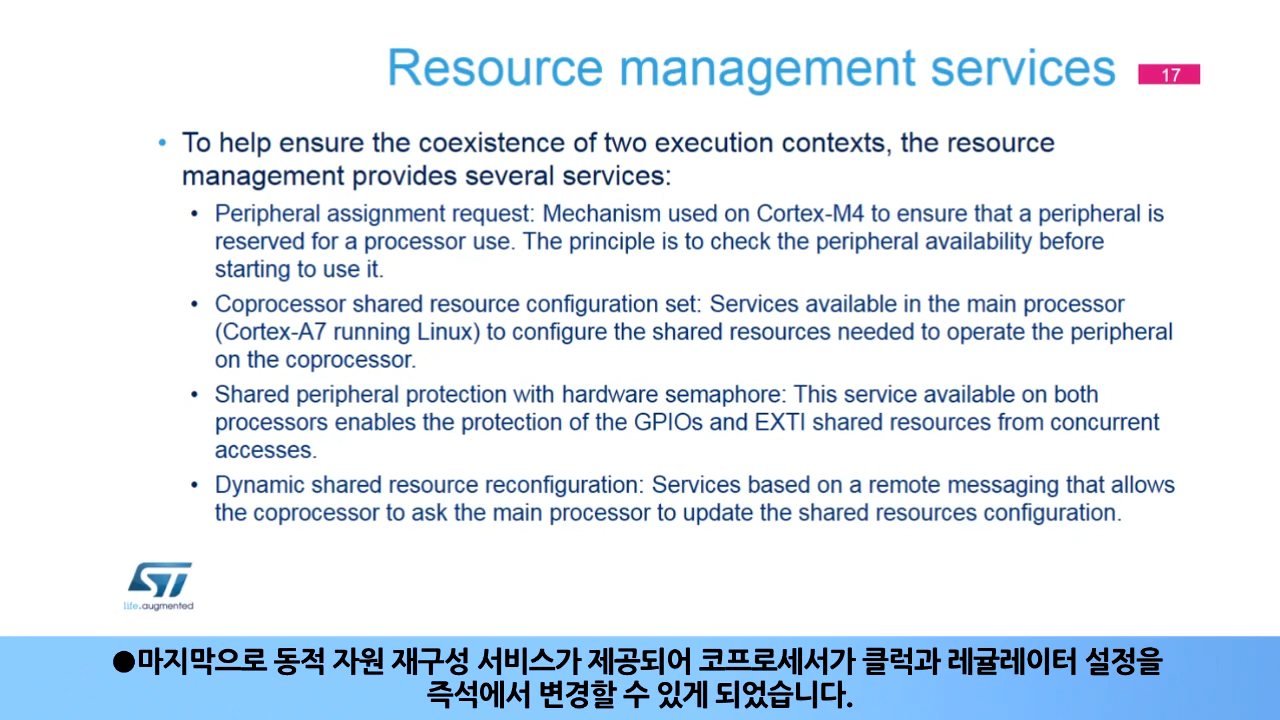 Resource management services
17
• To help ensure the coexistence of two execution contexts, the resource
management provides several services:
• Peripheral assignment request: Mechanism used on Cortex-M4 to ensure that a peripheral is
reserved for a processor use. The principle is to check the peripheral availability before
starting to use it.
• Coprocessor shared resource configuration set: Services available in the main processor
(Cortex-A7 running Linux) to configure the shared resources needed to operate the peripheral
on the coprocessor.
• Shared peripheral protection with hardware semaphore: This service available on both
processors enables the protection of the GPIOs and EXTI shared resources from concurrent
accesses.
• Dynamic shared resource reconfiguration: Services based on a remote messaging that allows
the coprocessor to ask the main processor to update the shared resources configuration.
ST
life.augmented
●마지막으로 동적 자원 재구성 서비스가 제공되어 코프로세서가 클럭과 레귤레이터 설정을
즉석에서 변경할 수 있게 되었습니다.